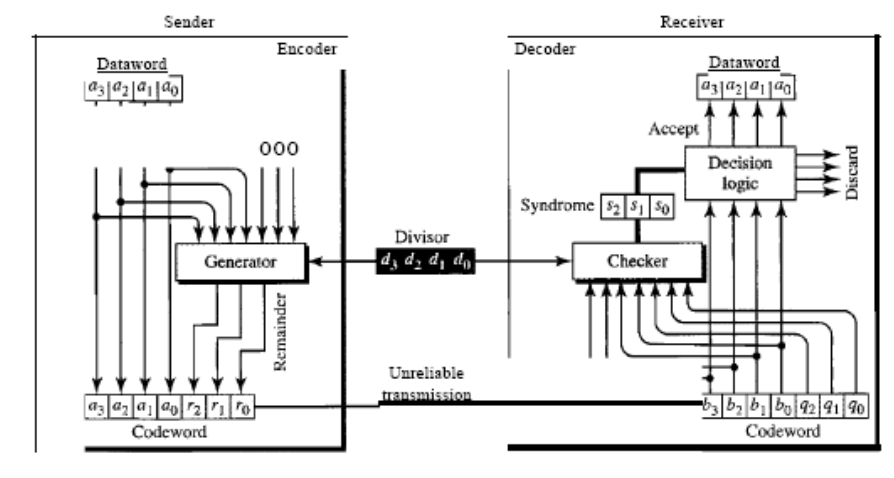 Sender
Receiver
Encoder
Decoder
Dataword
a3 a2 a1 a0
Dataword
a3 a2 a1 a0
Accept
000
Decision
logic
Discard
Syndrome s2 s1 s0
Divisor
d3 d2 d1 d0
Generator
Checker
Remainder
Unreliable
transmission
a3 a2 a1 a0 r2 r1 r0
Codeword
b3 b2 b1 b0 q2 q1 q0
Codeword